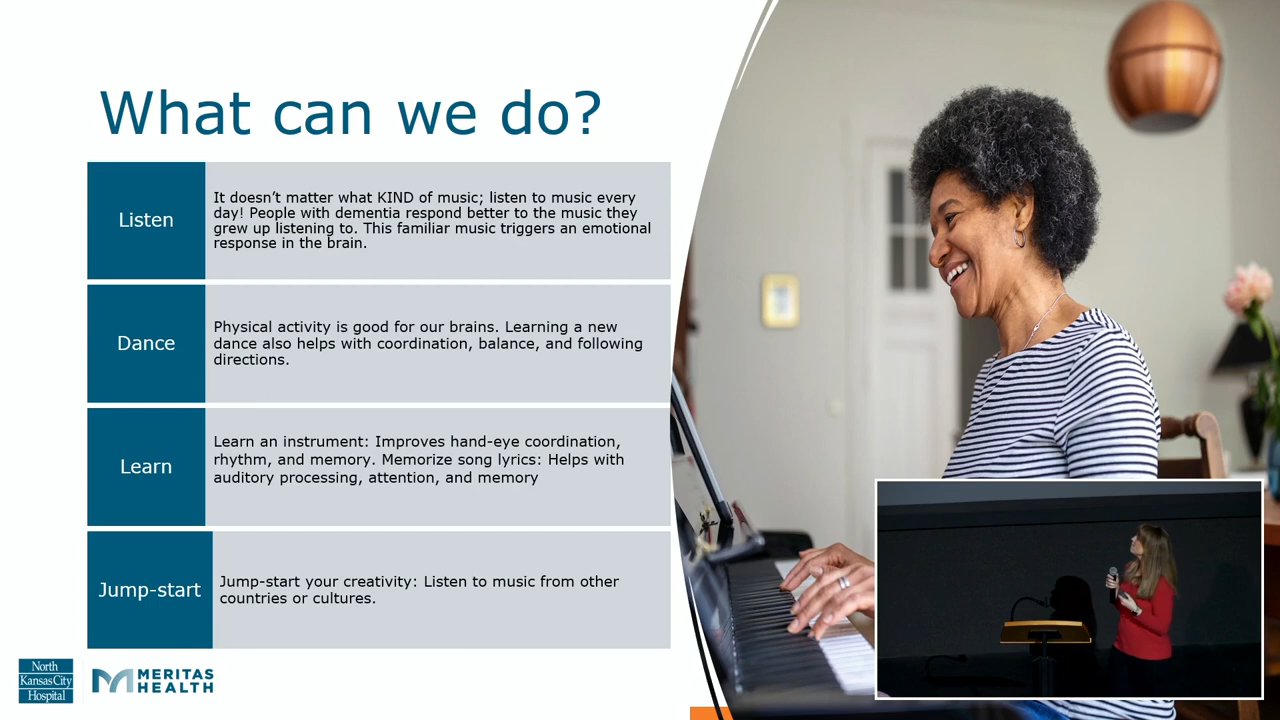 What can we do?
Listen
It doesn’t matter what KIND of music; listen to music every
day! People with dementia respond better to the music they
grew up listening to. This familiar music triggers an emotional
response in the brain.
Dance
Physical activity is good for our brains. Learning a new
dance also helps with coordination, balance, and following
directions.
Learn
Learn an instrument: Improves hand-eye coordination,
rhythm, and memory. Memorize song lyrics: Helps with
auditory processing, attention, and memory
Jump-start
Jump-start your creativity: Listen to music from other
countries or cultures.
North
KansasCity
Hospital
MERITAS
HEALTH